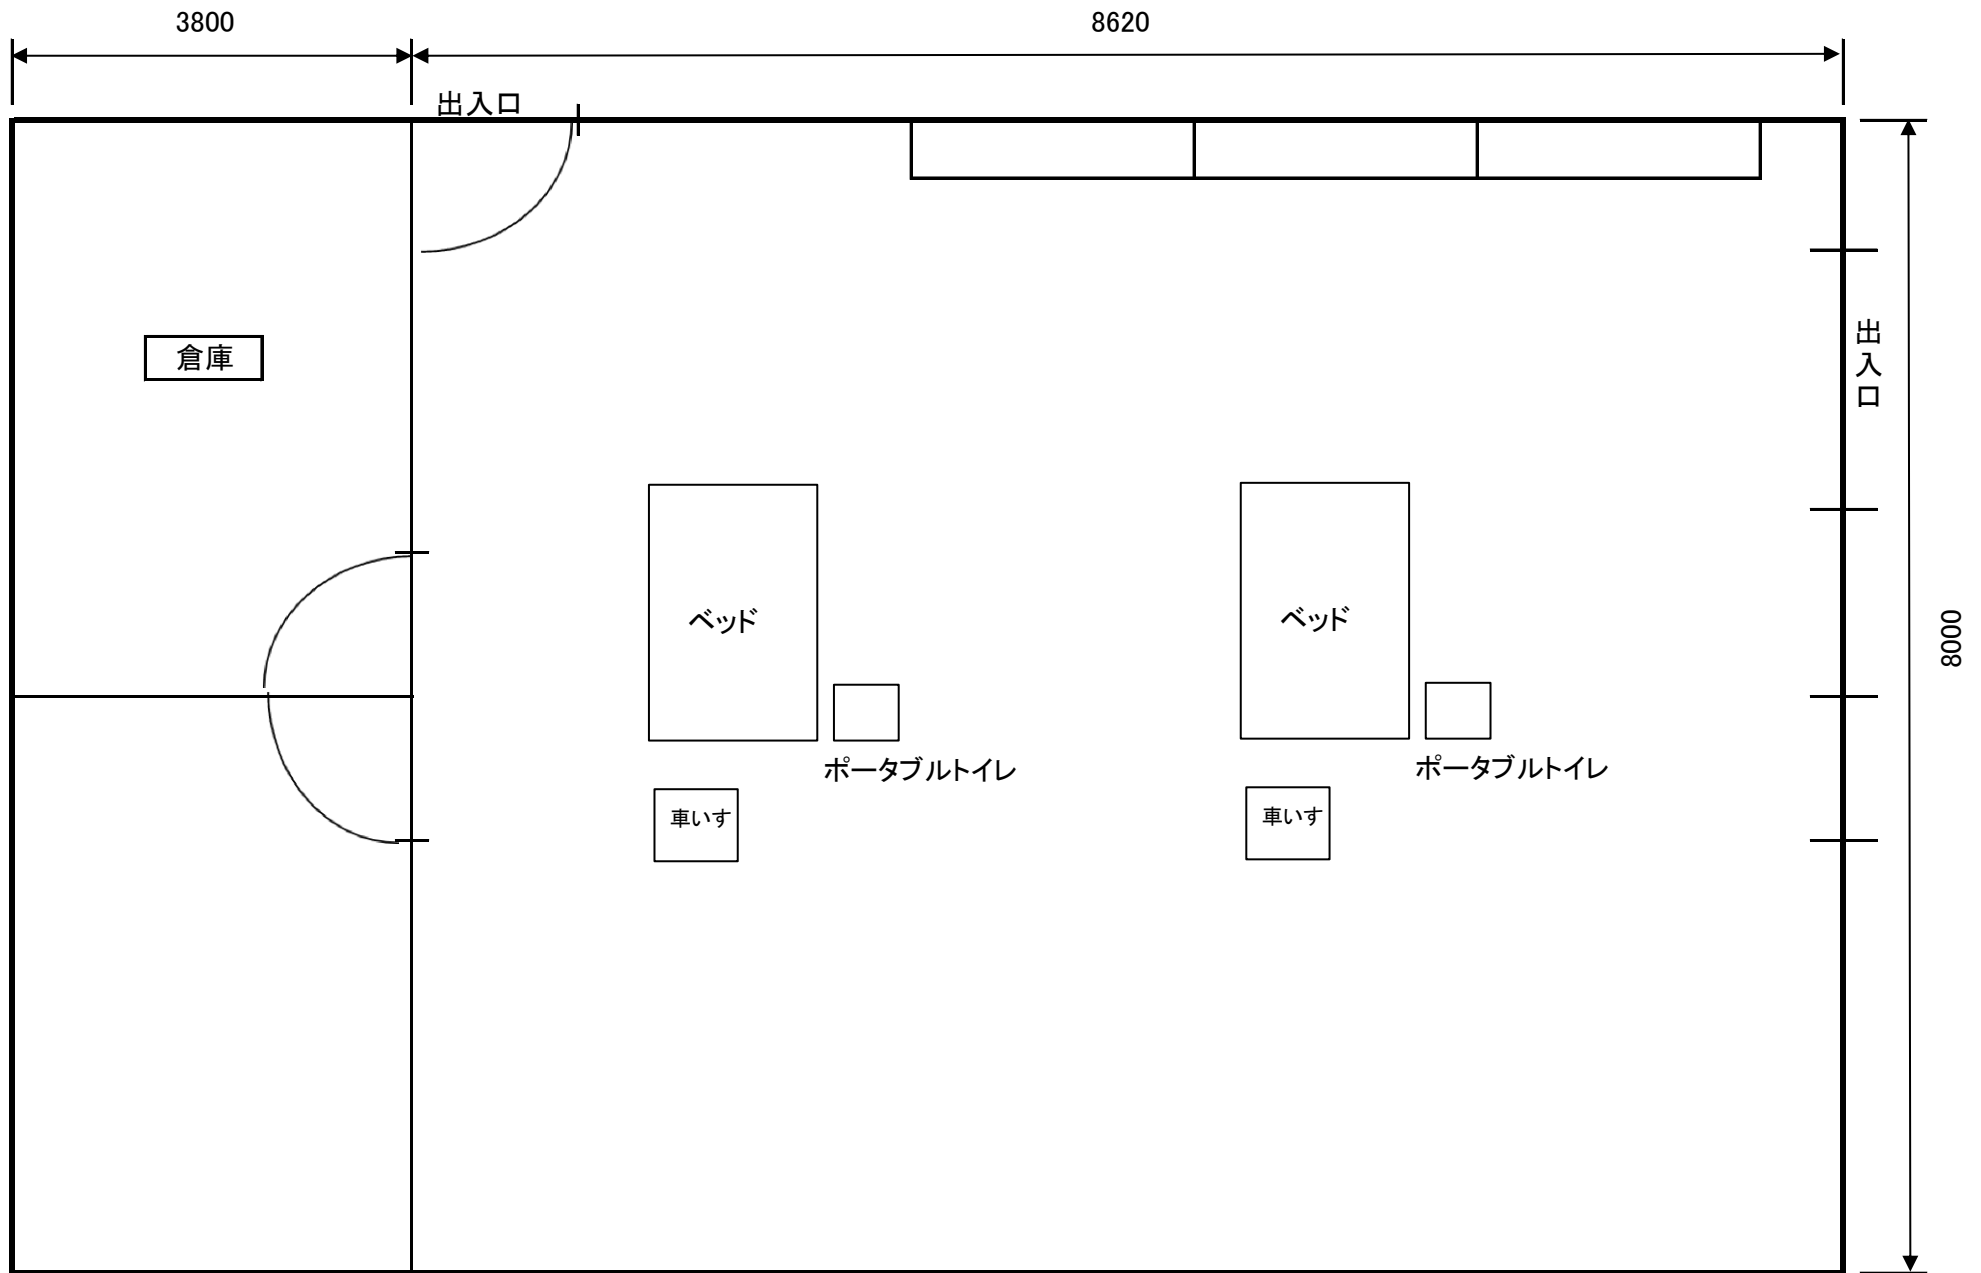 3800
8620
出入口
倉庫
出入口
ベッド
ベッド
8000
ポータブルトイレ
ポータブルトイレ
車いす
車いす